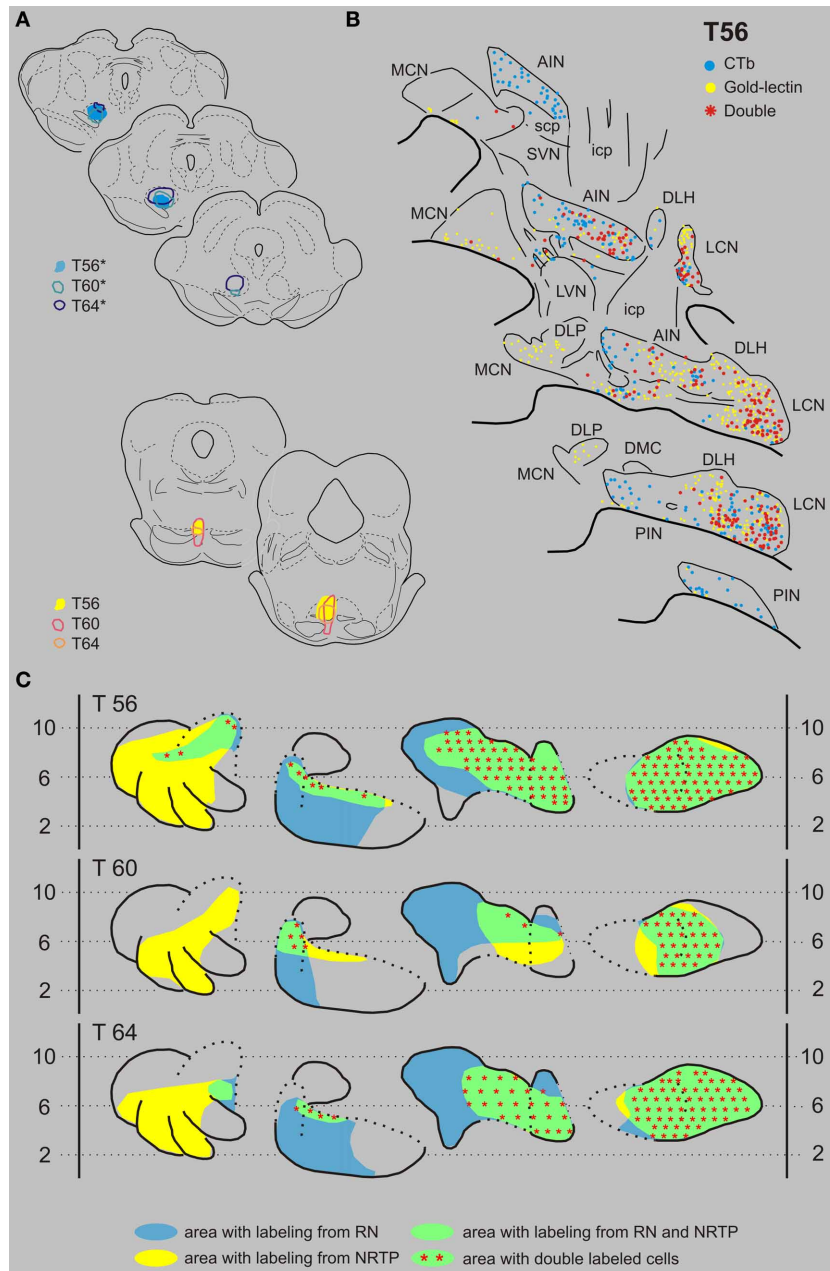 A
T56*
T60*
T64*
T56
T60
T64
B
T56
CTb
Gold-lectin
Double
MCN
AIN
scp
SVN
icp
MCN
AIN
DLH
LCN
LVN
icp
DLP
AIN
DLH
MCN
LCN
DLP
DMC
DLH
MCN
LCN
PIN
PIN
C
T 56
10 10
6 6
2 2
T 60
10 10
6 6
2 2
T 64
10 10
6 6
2 2
area with labeling from RN
area with labeling from RN and NRTP
area with labeling from NRTP
area with double labeled cells